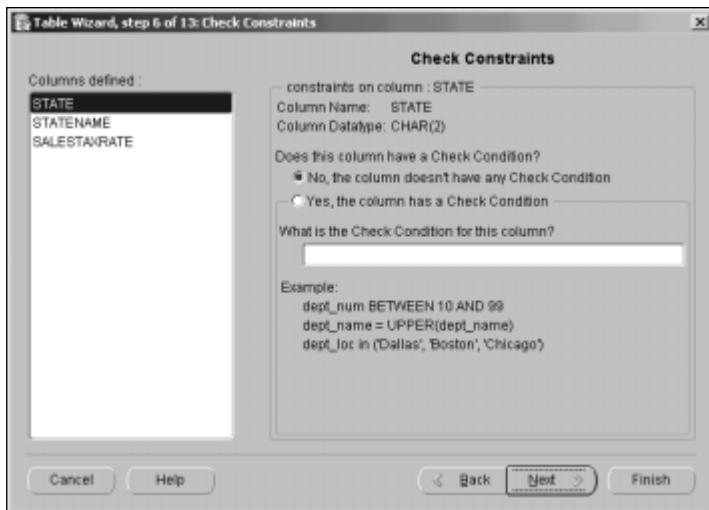 Table Wizard, step 6 of 13: Check Constraints
Check Constraints
Columns defined :
STATE
STATENAME
SALESTAXRATE
constraints on column : STATE
Column Name: STATE
Column Datatype: CHAR(2)
Does this column have a Check Condition?
No, the column doesn't have any Check Condition
Yes, the column has a Check Condition
What is the Check Condition for this column?
Example:
dept_num BETWEEN 10 AND 99
dept_name = UPPER(dept_name)
dept_loc in ('Dallas', 'Boston', 'Chicago')
Cancel Help Back Next Finish